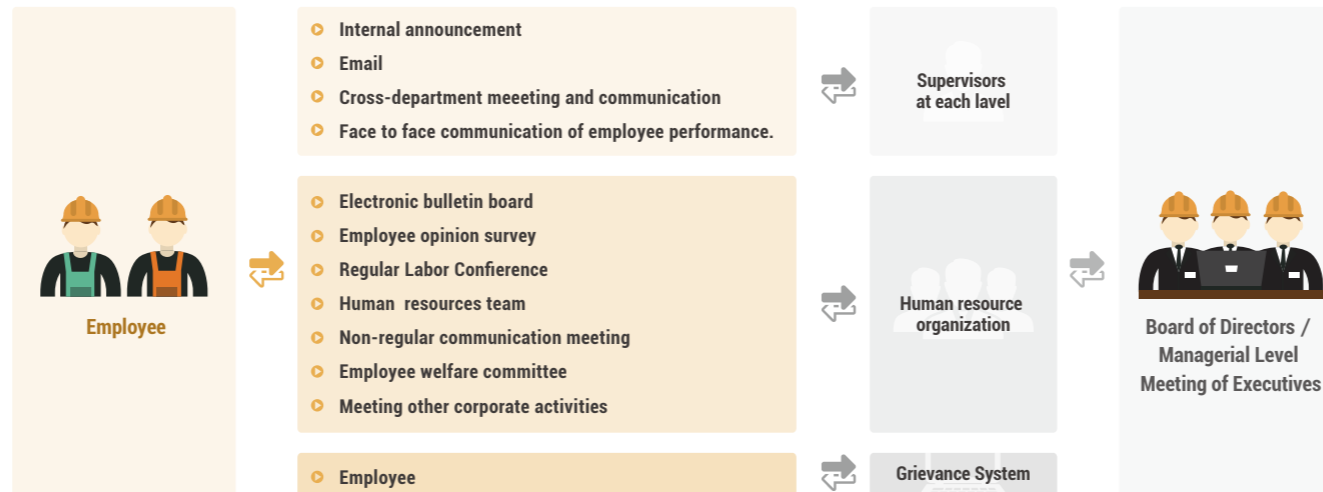 Employee
Internal announcement
Email
Cross-department meeeting and communication
Face to face communication of employee performance.
Supervisors
at each lavel
Electronic bulletin board
Employee opinion survey
Regular Labor Confierence
Human resources team
Non-regular communication meeting
Employee welfare committee
Meeting other corporate activities
Human resource
organization
Employee
Grievance System
Board of Directors /
Managerial Level
Meeting of Executives